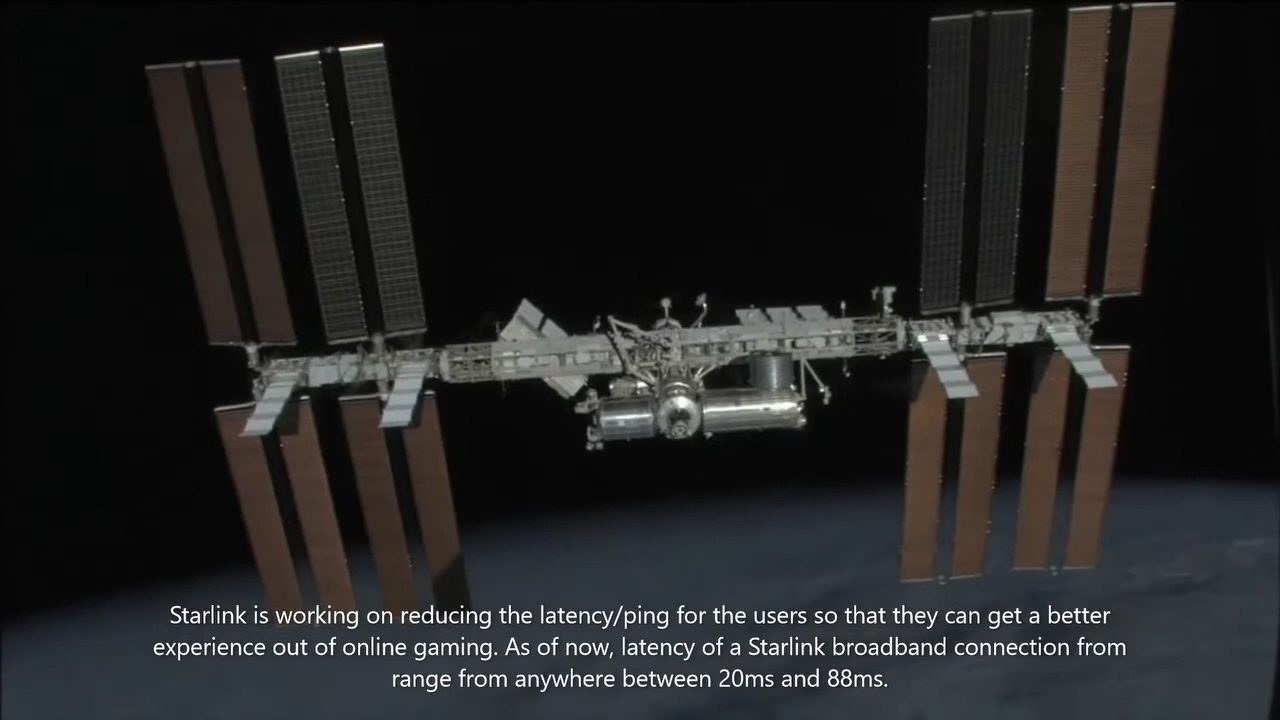 Starlink is working on reducing the latency/ping for the users so that they can get a better
experience out of online gaming. As of now, latency of a Starlink broadband connection from
range from anywhere between 20ms and 88ms.